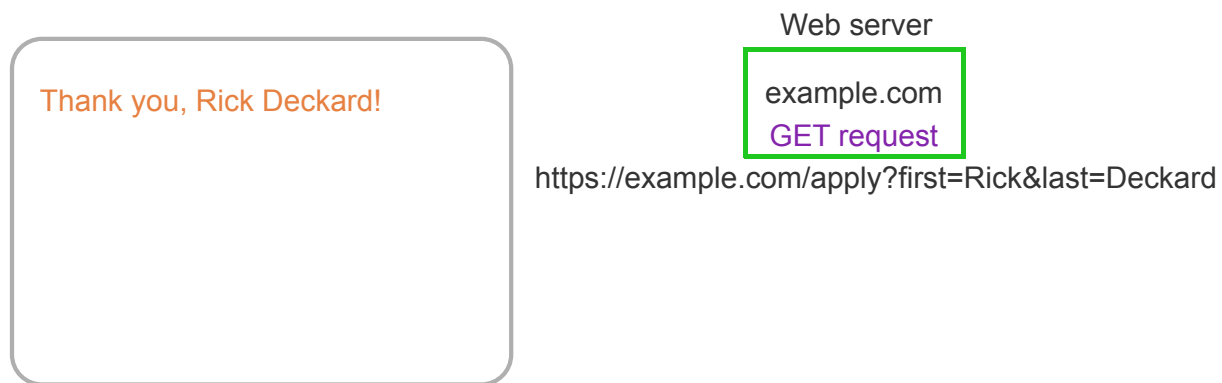 Thank you, Rick Deckard!
Web server
example.com
GET request
https://example.com/apply?first=Rick&last=Deckard